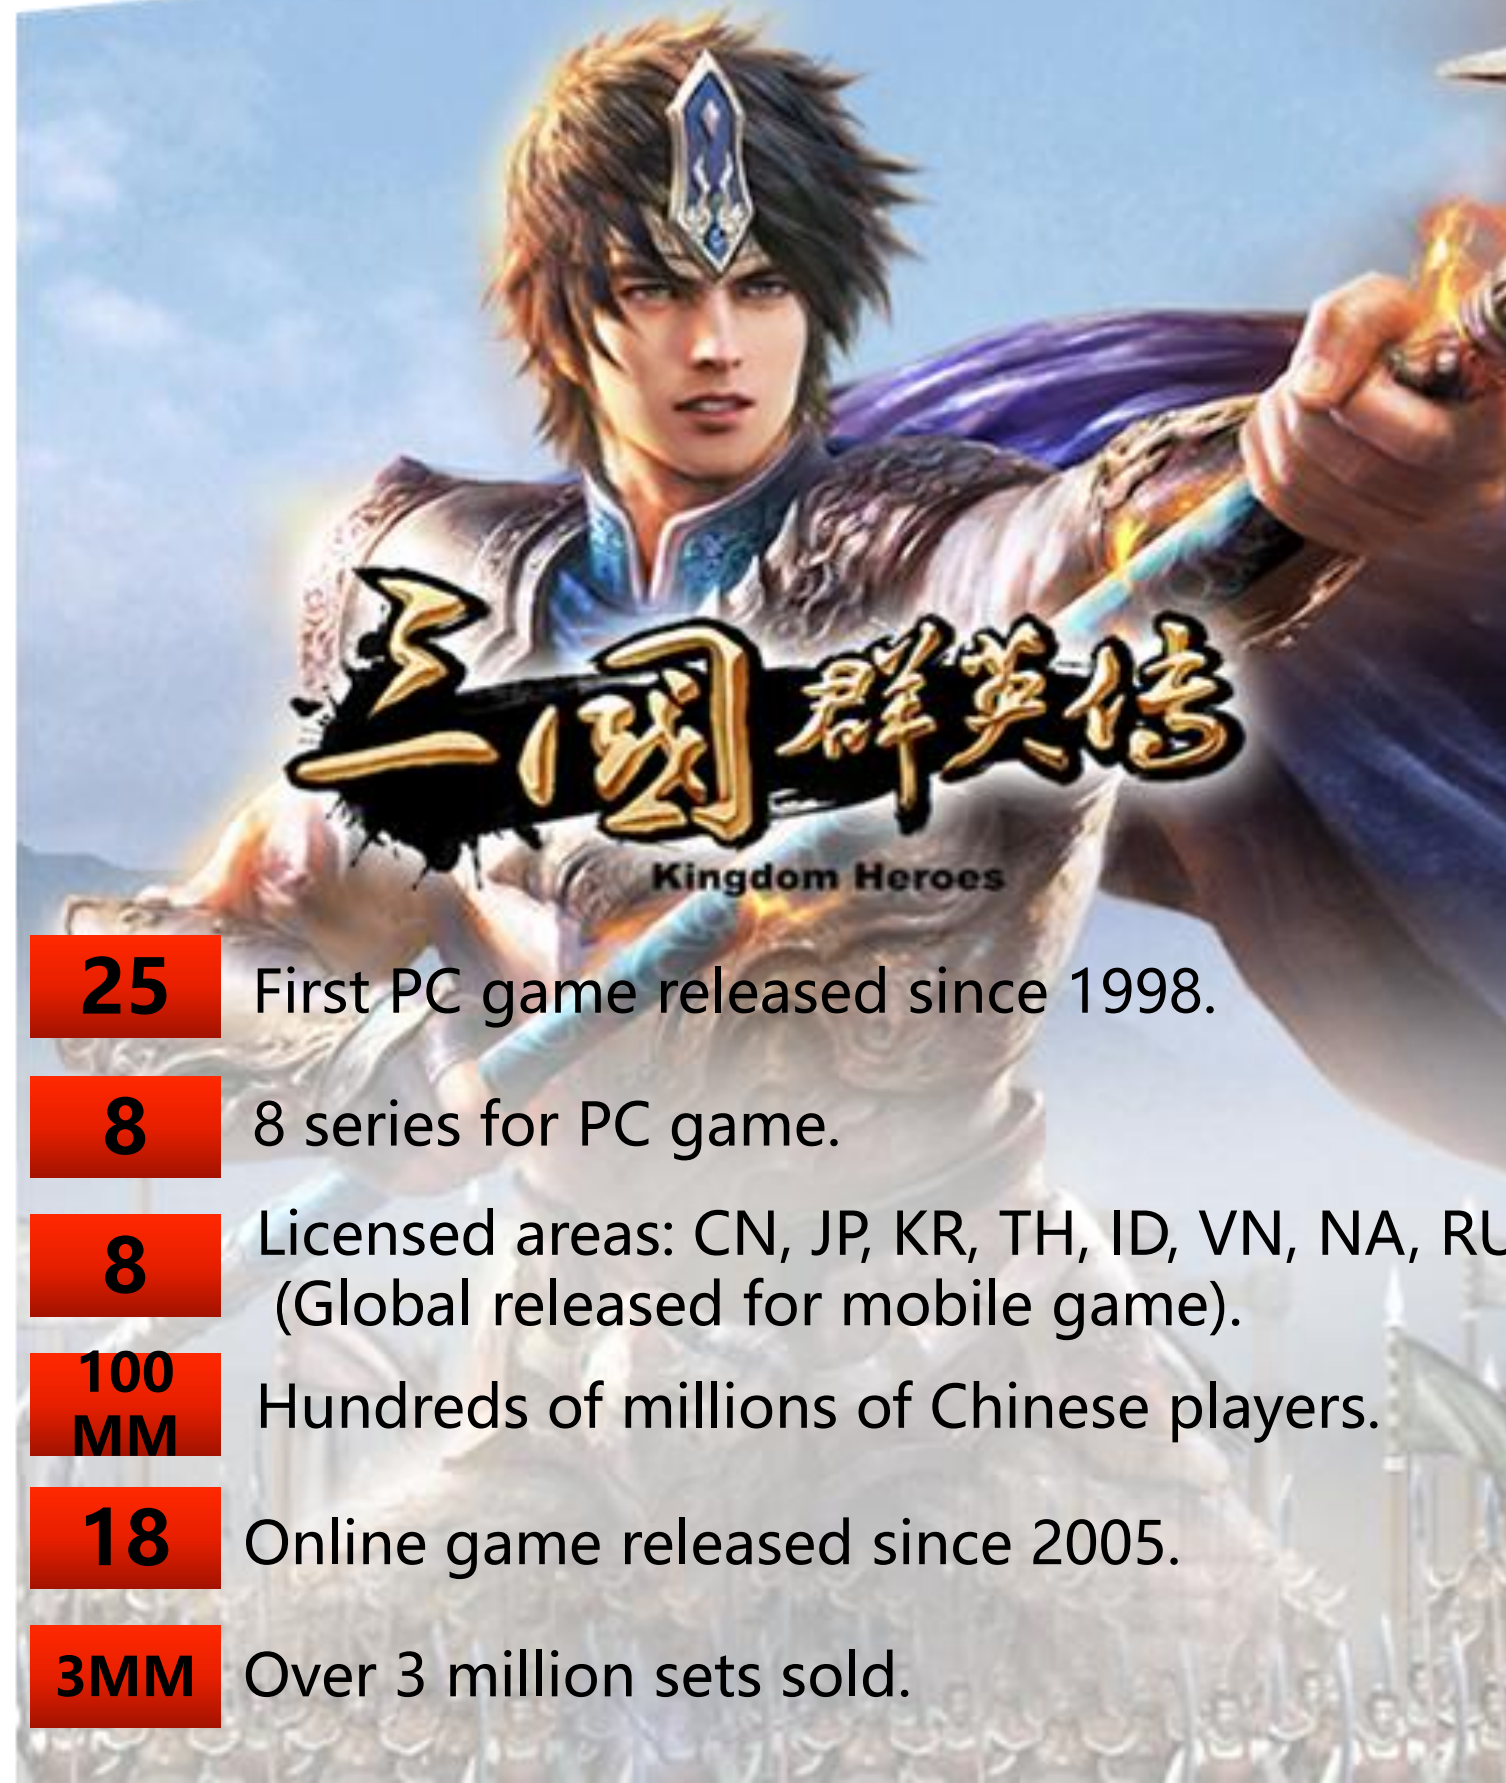 三國群英传
Kingdom Heroes
25
First PC game released since 1998.
8
8 series for PC game.
8
Licensed areas: CN, JP, KR, TH, ID, VN, NA, RU
(Global released for mobile game).
100
MM
Hundreds of millions of Chinese players.
18
Online game released since 2005.
3MM
Over 3 million sets sold.